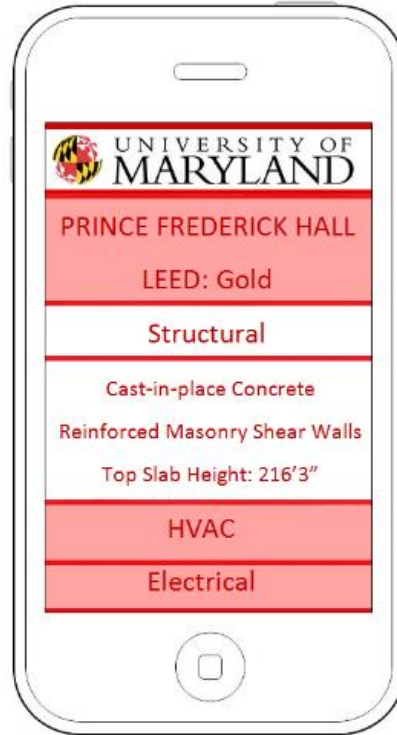 UNIVERSITY OF
MARYLAND
PRINCE FREDERICK HALL
LEED: Gold
Structural
Cast-in-place Concrete
Reinforced Masonry Shear Walls
Top Slab Height: 216’3”
HVAC
Electrical